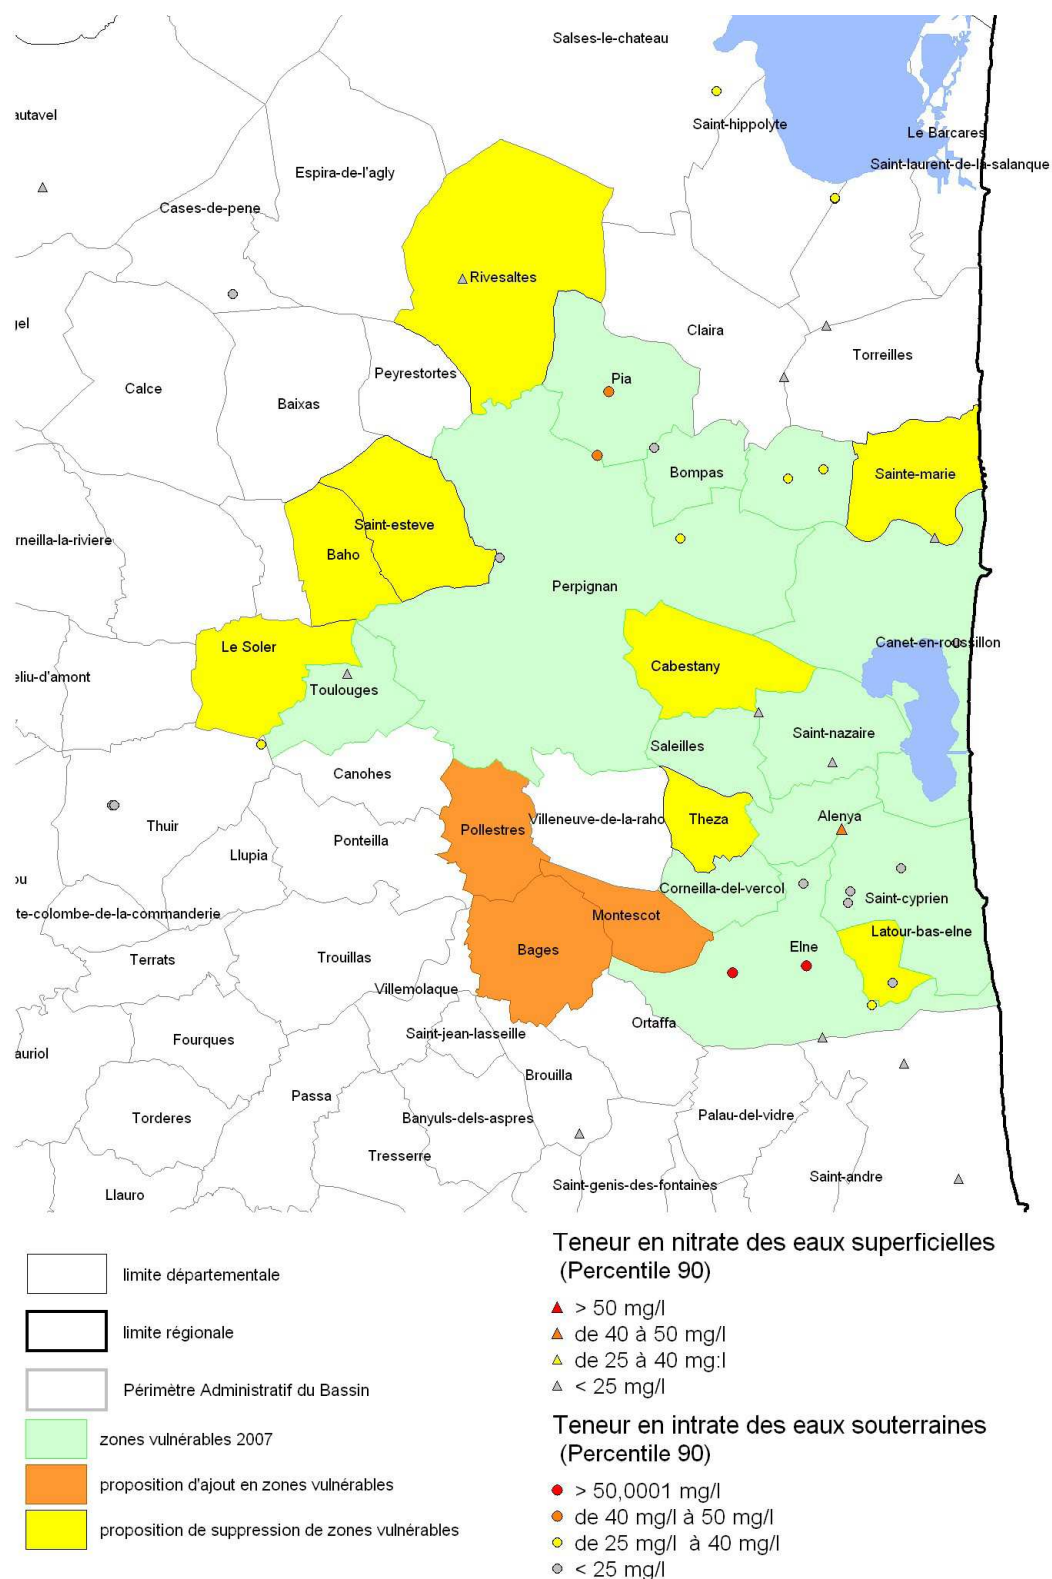 Salses-le-chateau
autavel
Saint-hippolyte
Le Barcares
Saint-laurent-de-la-salanque
Espira-de-l'agly
Cases-de-pene
Rivesaltes
gel
Claira
Torreilles
Calce
Baixas
Peyrestortes
Pia
Bompas
Sainte-marie
Saint-esteve
rneilla-la-riviere
Baho
Perpignan
Le Soler
Canet-en-roussillon
Cabestany
eliu-d'amont
Toulouges
Saint-nazaire
Saleilles
Canohes
Thuir
Pollestres
Villeneuve-de-la-raho
Theza
Alenya
Ponteilla
Llupia
ou
Corneilla-del-vercol
Saint-cyprien
te-colombe-de-la-commanderie
Montescot
Latour-bas-elne
Terrats
Trouillas
Bages
Elne
Villemolaque
Ortaffa
Fourques
Saint-jean-lasseille
auriol
Brouilla
Passa
Torderes
Banyuls-dels-aspres
Palau-del-vidre
Tresserre
Saint-genis-des-fontaines
Saint-andre
Llauro
limite départementale
limite régionale
Périmètre Administratif du Bassin
zones vulnérables 2007
proposition d'ajout en zones vulnérables
proposition de suppression de zones vulnérables
Teneur en nitrate des eaux superficielles
(Percentile 90)
> 50 mg/l
de 40 à 50 mg/l
de 25 à 40 mg:l
< 25 mg/l
Teneur en intrate des eaux souterraines
(Percentile 90)
> 50,0001 mg/l
de 40 mg/l à 50 mg/l
de 25 mg/l à 40 mg/l
< 25 mg/l